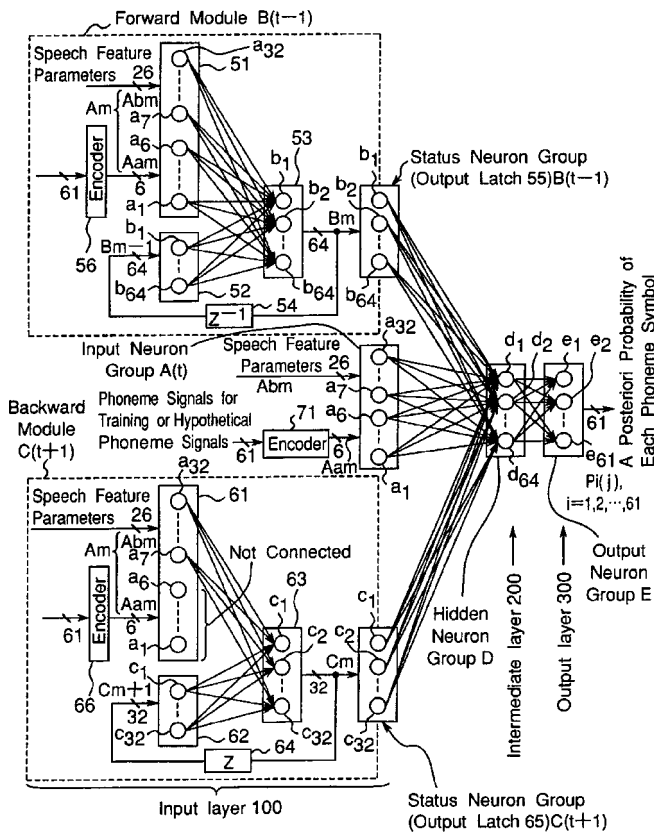 Forward Module B(t−1)
Speech Feature
Parameters
26
Am
Abm
Aam
61
Encoder
6
56
a32
51
a7
a6
a1
Bm−1
64
b1
b64
52
53
b1
b2
b64
Z−1
54
Bm
64
b1
b2
b64
Status Neuron Group
(Output Latch 55)B(t−1)
Input Neuron
Group A(t)
Speech Feature
Parameters
26
Abm
Phoneme Signals for
Training or Hypothetical
Phoneme Signals
61
71
Encoder
6
Aam
a32
a7
a6
a1
d1
d2
d64
e1
e2
e61
61
A Posteriori Probability of
Each Phoneme Symbol
Pi(j),
i=1,2,···,61
Backward
Module
C(t+1)
Speech Feature
Parameters
26
Am
Abm
Aam
61
Encoder
6
66
a32
61
a7
a6
a1
Not Connected
Cm+1
32
c1
c32
62
63
c1
c2
c32
Z
64
Cm
32
c1
c2
c32
Hidden
Neuron
Group D
Intermediate layer 200
Output layer 300
Output
Neuron
Group E
Input layer 100
Status Neuron Group
(Output Latch 65)C(t+1)